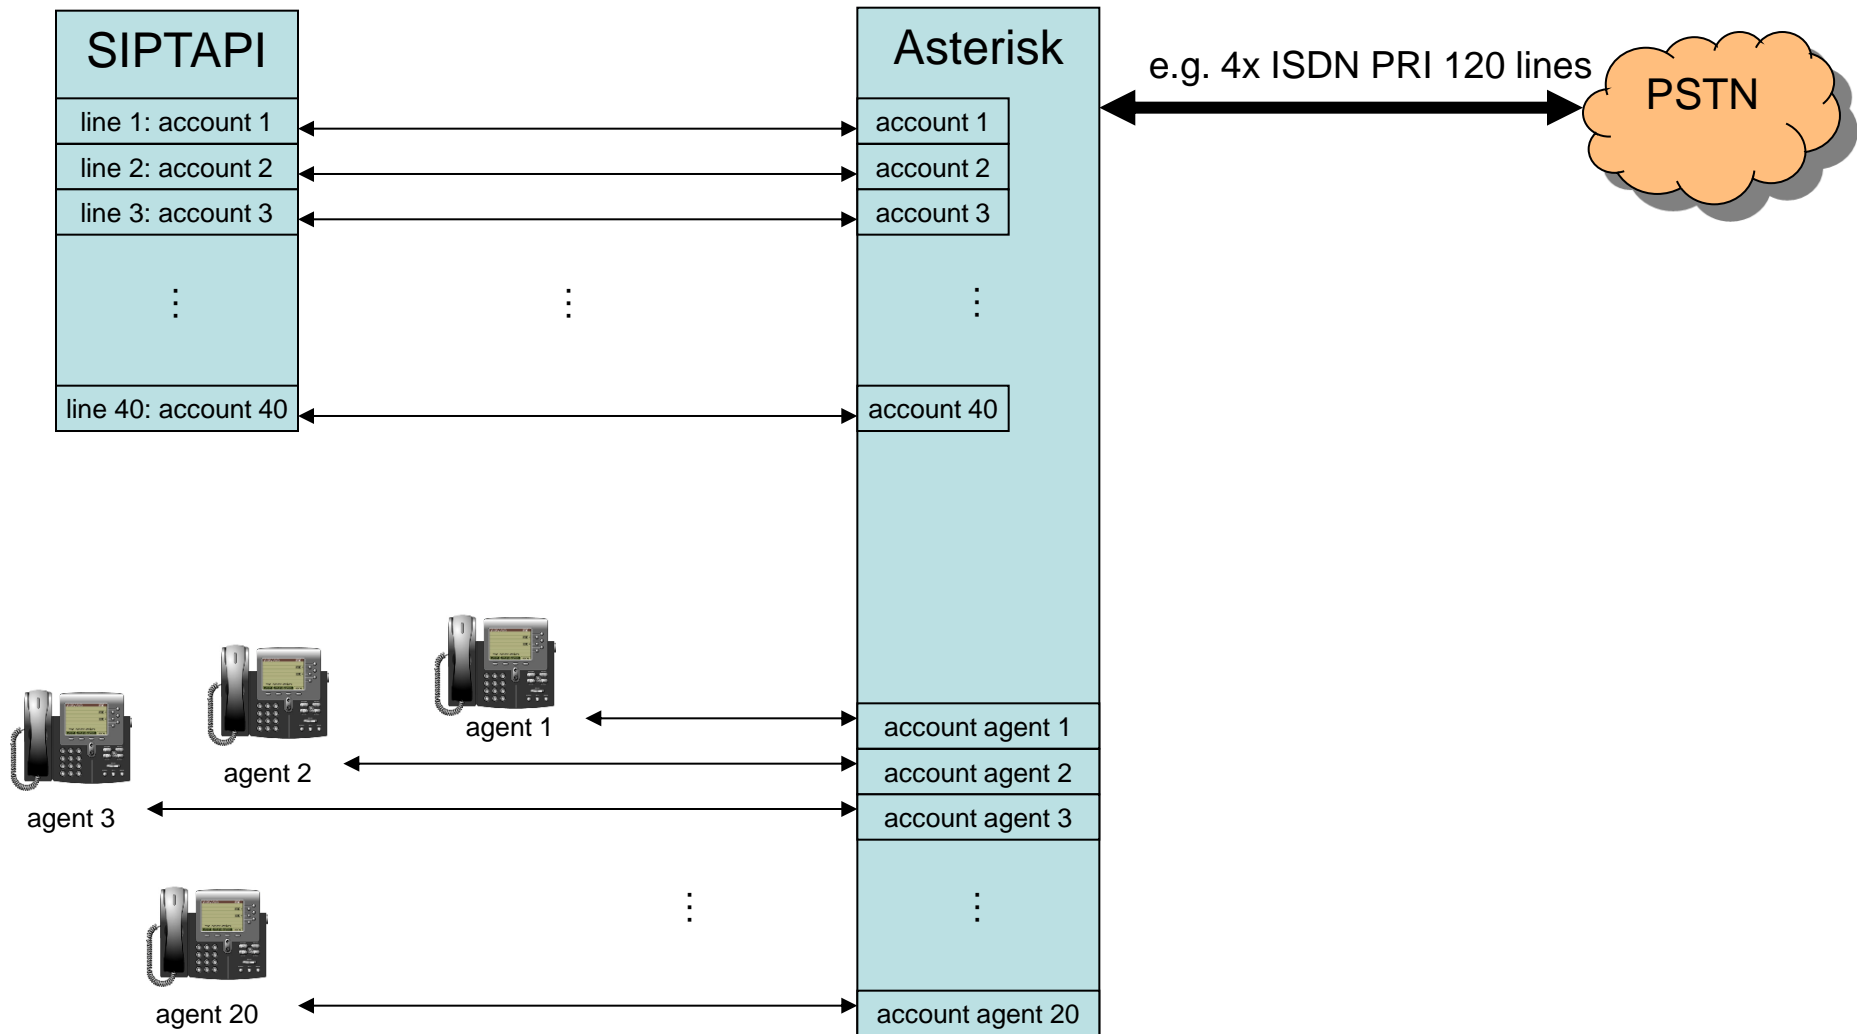 SIPTAPI
Asterisk
e.g. 4x ISDN PRI 120 lines
PSTN
line 1: account 1
account 1
line 2: account 2
account 2
line 3: account 3
account 3
⋮
⋮
⋮
line 40: account 40
account 40
agent 1
account agent 1
agent 2
account agent 2
agent 3
account agent 3
⋮
⋮
agent 20
account agent 20